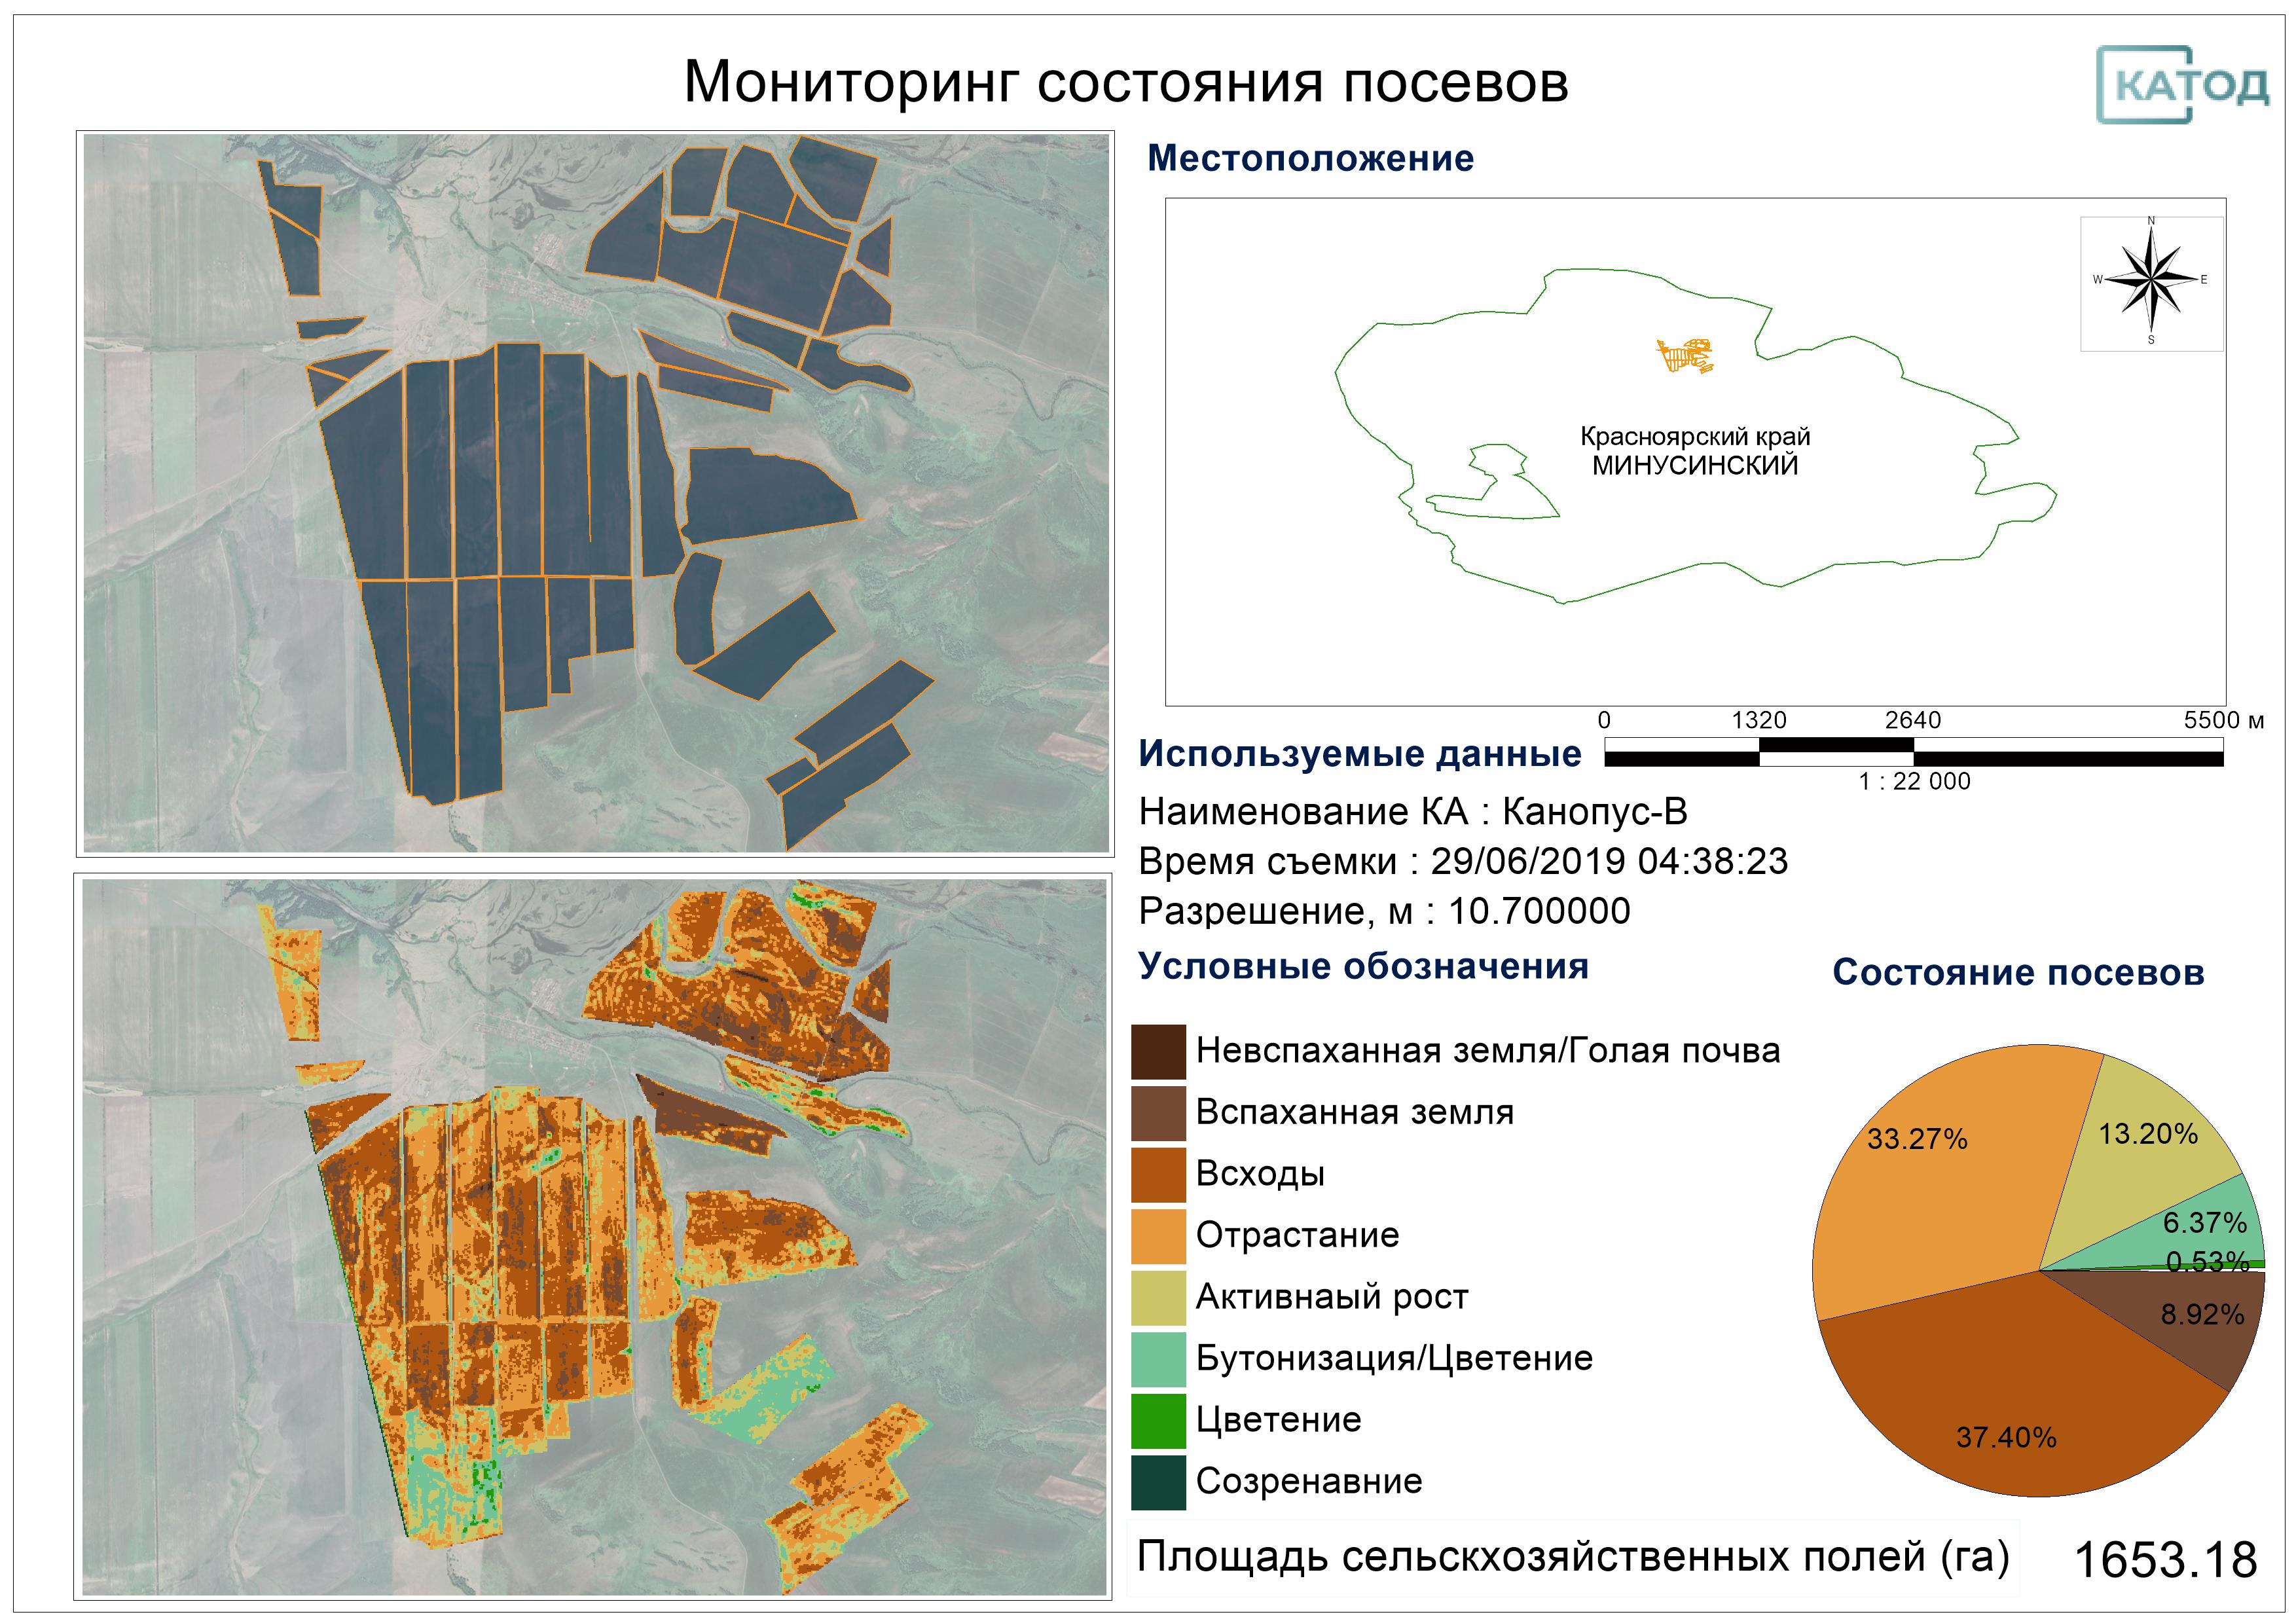 Мониторинг состояния посевов
КАТОД
Местоположение
N
W
E
S
Красноярский край
МИНУСИНСКИЙ
0 1320 2640 5500 м
1 : 22 000
Используемые данные
Наименование КА : Канопус-В
Время съемки : 29/06/2019 04:38:23
Разрешение, м : 10.700000
Условные обозначения
Невспаханная земля/Голая почва
Вспаханная земля
Всходы
Отрастание
Активнаый рост
Бутонизация/Цветение
Цветение
Созренавние
Состояние посевов
33.27%
13.20%
6.37%
0.53%
8.92%
37.40%
Площадь сельскхозяйственных полей (га) 1653.18